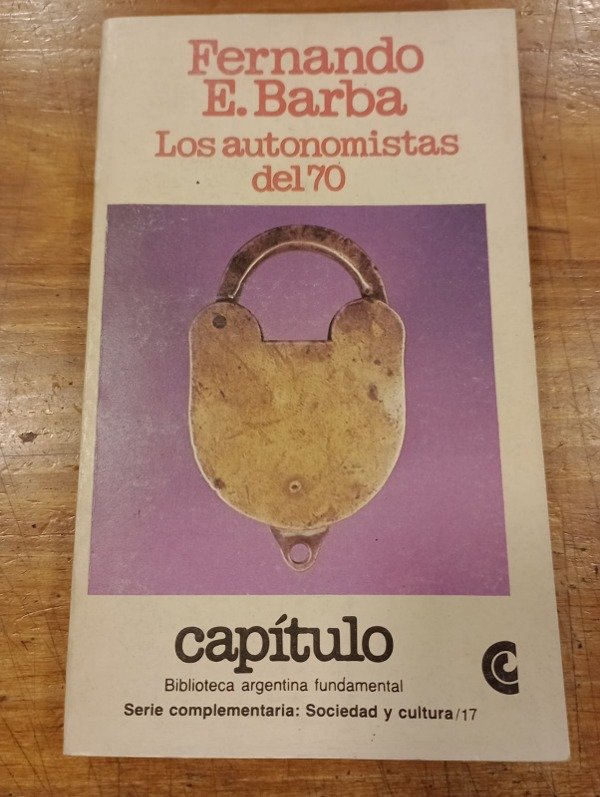 Fernando
E. Barba
Los autonomistas
del 70
capítulo
Biblioteca argentina fundamental
Serie complementaria: Sociedad y cultura/17